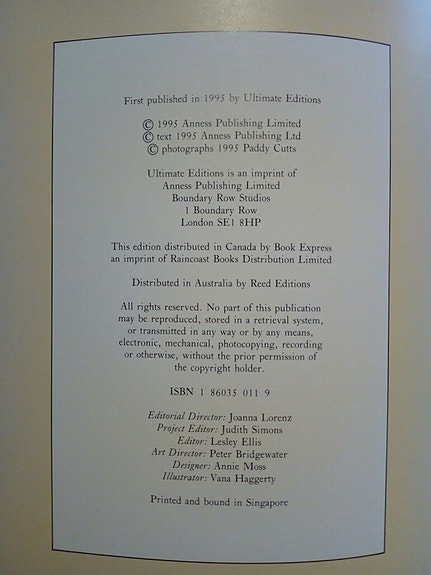 First published in 1995 by Ultimate Editions
© 1995 Anness Publishing Limited
© text 1995 Anness Publishing Ltd
© photographs 1995 Paddy Cutts
Ultimate Editions is an imprint of
Anness Publishing Limited
Boundary Row Studios
1 Boundary Row
London SE1 8HP
This edition distributed in Canada by Book Express
an imprint of Raincoast Books Distribution Limited
Distributed in Australia by Reed Editions
All rights reserved. No part of this publication
may be reproduced, stored in a retrieval system,
or transmitted in any way or by any means,
electronic, mechanical, photocopying, recording
or otherwise, without the prior permission of
the copyright holder.
ISBN 1 86035 011 9
Editorial Director: Joanna Lorenz
Project Editor: Judith Simons
Editor: Lesley Ellis
Art Director: Peter Bridgewater
Designer: Annie Moss
Illustrator: Vana Haggerty
Printed and bound in Singapore